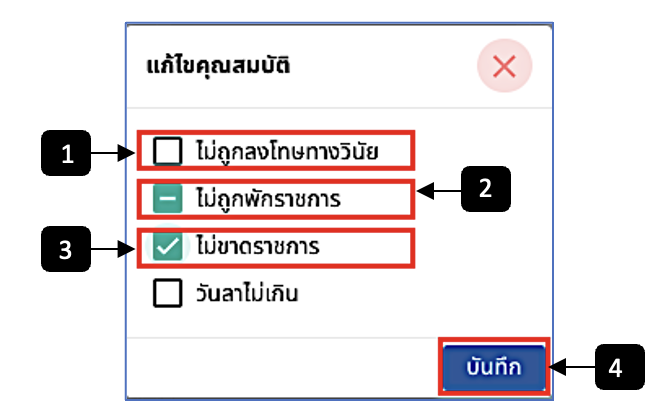 แก้ไขคุณสมบัติ
1
ไม่ถูกลงโทษทางวินัย
ไม่ถูกพักราชการ
2
3
ไม่ขาดราชการ
วันลาไม่เกิน
บันทึก
4